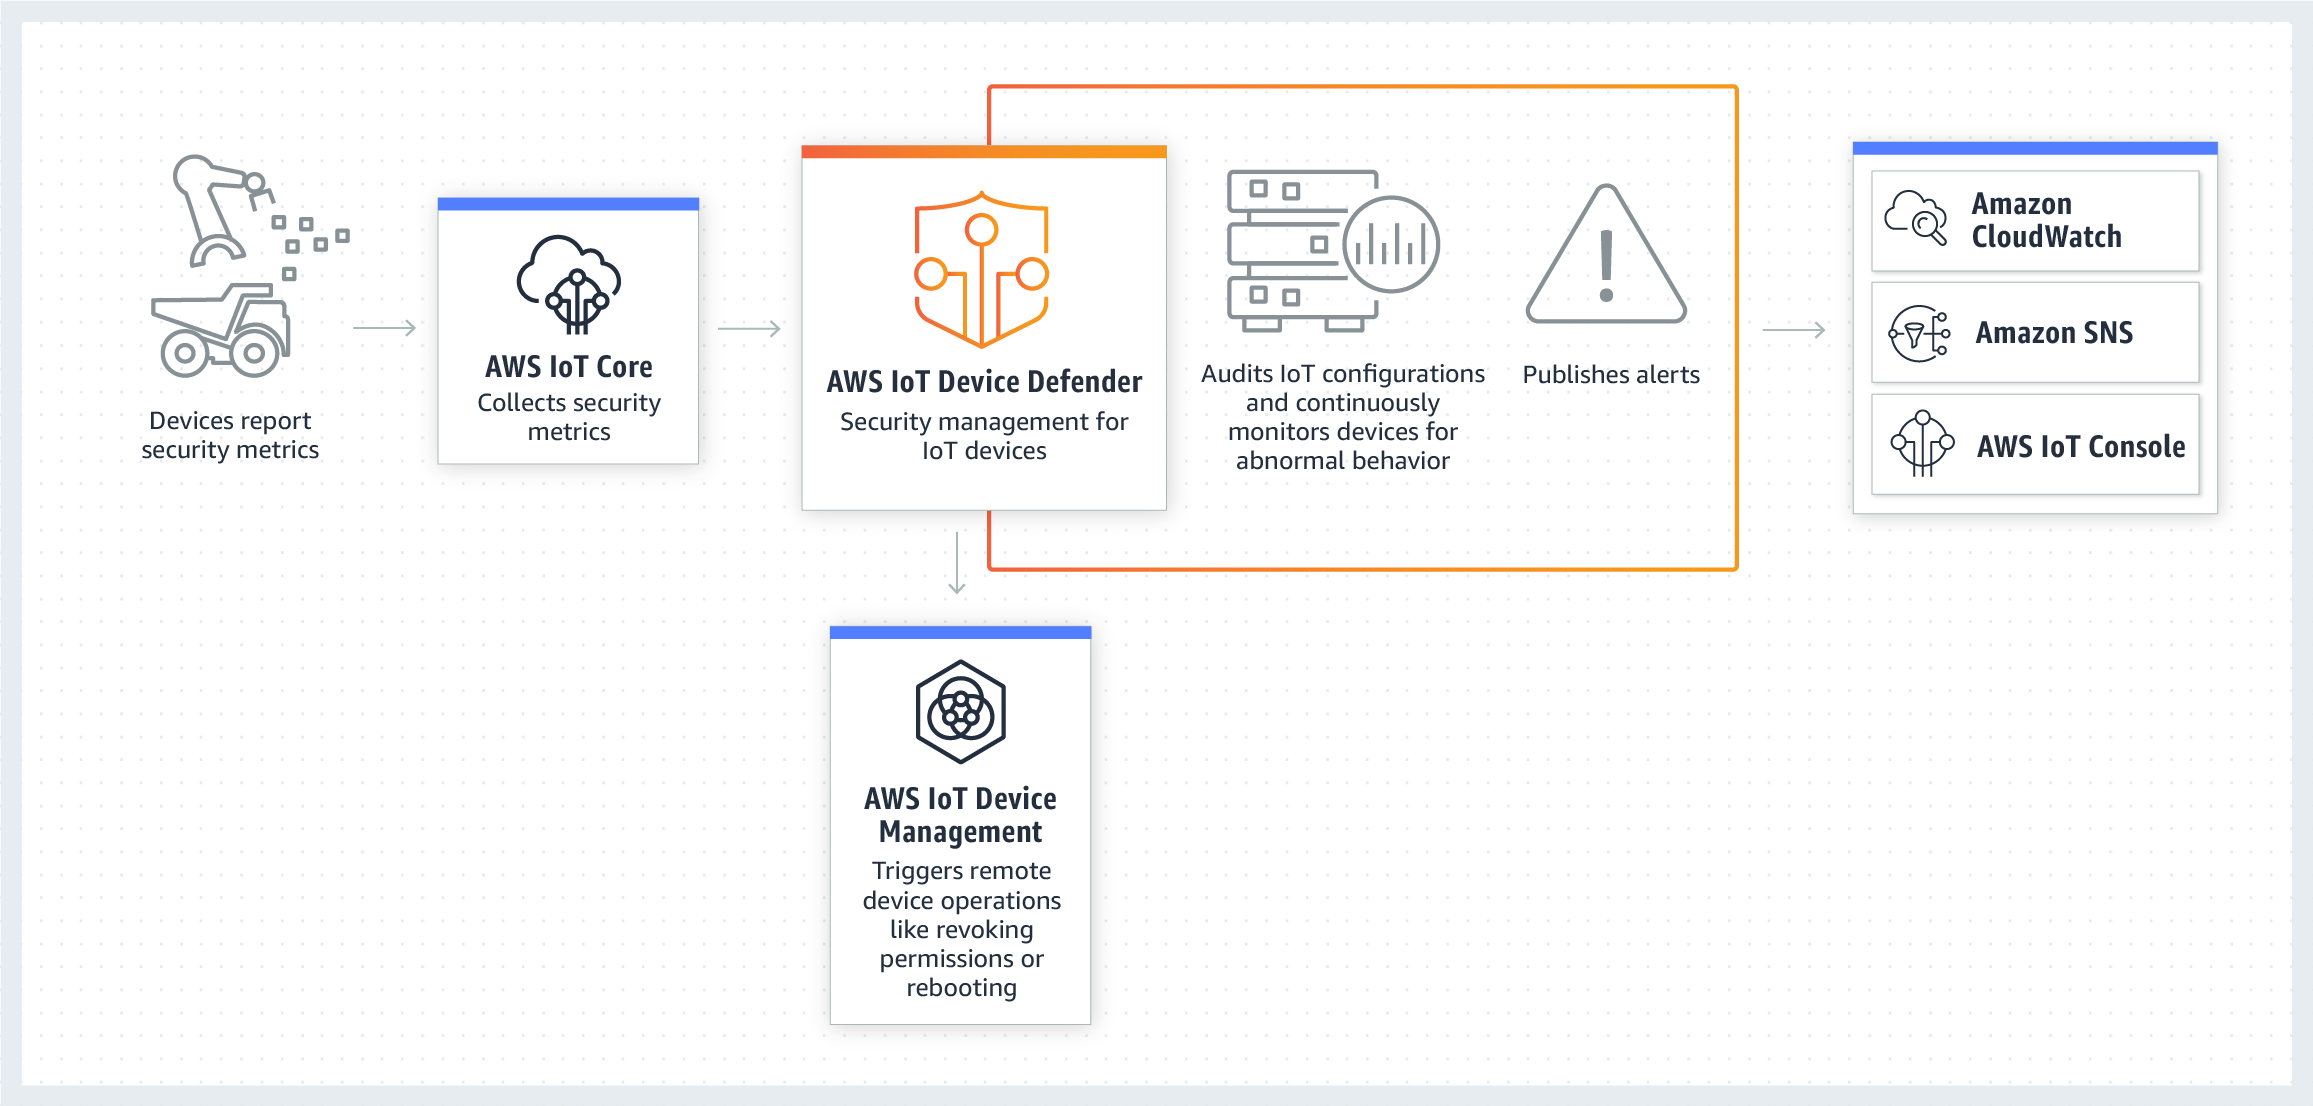 Devices report
security metrics
AWS IoT Core
Collects security
metrics
AWS IoT Device Defender
Security management for
IoT devices
Audits IoT configurations
and continuously
monitors devices for
abnormal behavior
Publishes alerts
Amazon
CloudWatch
Amazon SNS
AWS IoT Console
AWS IoT Device
Management
Triggers remote
device operations
like revoking
permissions or
rebooting